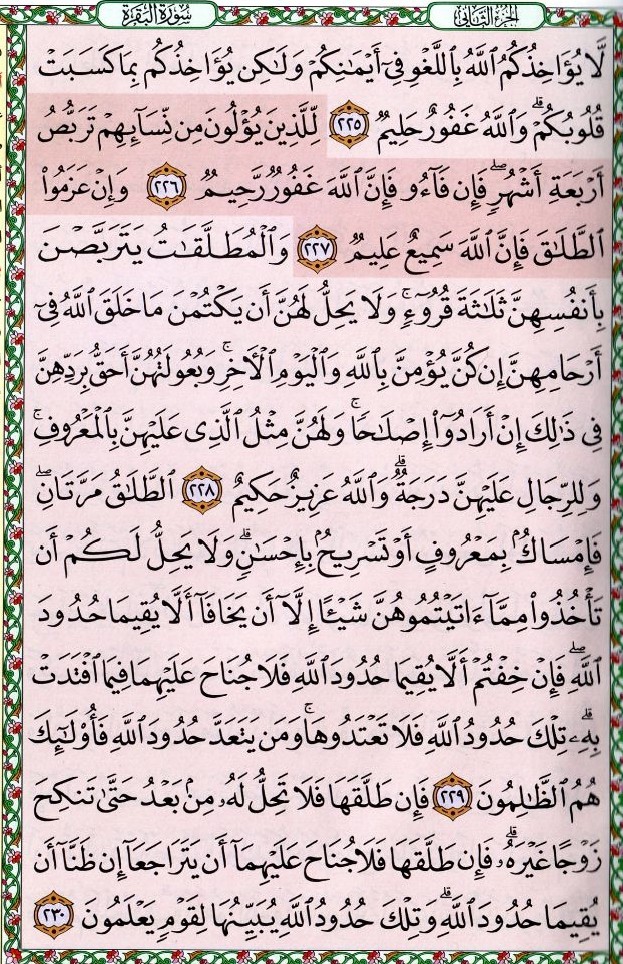 الجزء الثاني
سورة البقرة
لَّا يُؤَاخِذُكُمُ ٱللَّهُ بِٱللَّغْوِ فِىٓ أَيْمَٰنِكُمْ وَلَٰكِن يُؤَاخِذُكُم بِمَا كَسَبَتْ
قُلُوبُكُمْ ۗ وَٱللَّهُ غَفُورٌ حَلِيمٌ ٢٢٥ لِّلَّذِينَ يُؤْلُونَ مِن نِّسَآئِهِمْ تَرَبُّصُ
أَرْبَعَةِ أَشْهُرٍ ۖ فَإِن فَآءُو فَإِنَّ ٱللَّهَ غَفُورٌ رَّحِيمٌ ٢٢٦ وَإِنْ عَزَمُوا۟
ٱلطَّلَٰقَ فَإِنَّ ٱللَّهَ سَمِيعٌ عَلِيمٌ ٢٢٧ وَٱلْمُطَلَّقَٰتُ يَتَرَبَّصْنَ
بِأَنفُسِهِنَّ ثَلَٰثَةَ قُرُوٓءٍ ۚ وَلَا يَحِلُّ لَهُنَّ أَن يَكْتُمْنَ مَا خَلَقَ ٱللَّهُ فِىٓ
أَرْحَامِهِنَّ إِن كُنَّ يُؤْمِنَّ بِٱللَّهِ وَٱلْيَوْمِ ٱلْءَاخِرِ ۚ وَبُعُولَتُهُنَّ أَحَقُّ بِرَدِّهِنَّ
فِى ذَٰلِكَ إِنْ أَرَادُوٓا۟ إِصْلَٰحًا ۚ وَلَهُنَّ مِثْلُ ٱلَّذِى عَلَيْهِنَّ بِٱلْمَعْرُوفِ ۚ
وَلِلرِّجَالِ عَلَيْهِنَّ دَرَجَةٌ ۗ وَٱللَّهُ عَزِيزٌ حَكِيمٌ ٢٢٨ ٱلطَّلَٰقُ مَرَّتَانِ ۖ
فَإِمْسَاكٌۢ بِمَعْرُوفٍ أَوْ تَسْرِيحٌۢ بِإِحْسَٰنٍ ۗ وَلَا يَحِلُّ لَكُمْ أَن
تَأْخُذُوا۟ مِمَّآ ءَاتَيْتُمُوهُنَّ شَيْـًٔا إِلَّآ أَن يَخَافَآ أَلَّا يُقِيمَا حُدُودَ
ٱللَّهِ ۖ فَإِنْ خِفْتُمْ أَلَّا يُقِيمَا حُدُودَ ٱللَّهِ فَلَا جُنَاحَ عَلَيْهِمَا فِيمَا ٱفْتَدَتْ
بِهِۦ ۗ تِلْكَ حُدُودُ ٱللَّهِ فَلَا تَعْتَدُوهَا ۚ وَمَن يَتَعَدَّ حُدُودَ ٱللَّهِ فَأُو۟لَٰٓئِكَ
هُمُ ٱلظَّٰلِمُونَ ٢٢٩ فَإِن طَلَّقَهَا فَلَا تَحِلُّ لَهُۥ مِنۢ بَعْدُ حَتَّىٰ تَنكِحَ
زَوْجًا غَيْرَهُۥ ۗ فَإِن طَلَّقَهَا فَلَا جُنَاحَ عَلَيْهِمَآ أَن يَتَرَاجَعَآ إِن ظَنَّآ أَن
يُقِيمَا حُدُودَ ٱللَّهِ ۗ وَتِلْكَ حُدُودُ ٱللَّهِ يُبَيِّنُهَا لِقَوْمٍ يَعْلَمُونَ ٢٣٠